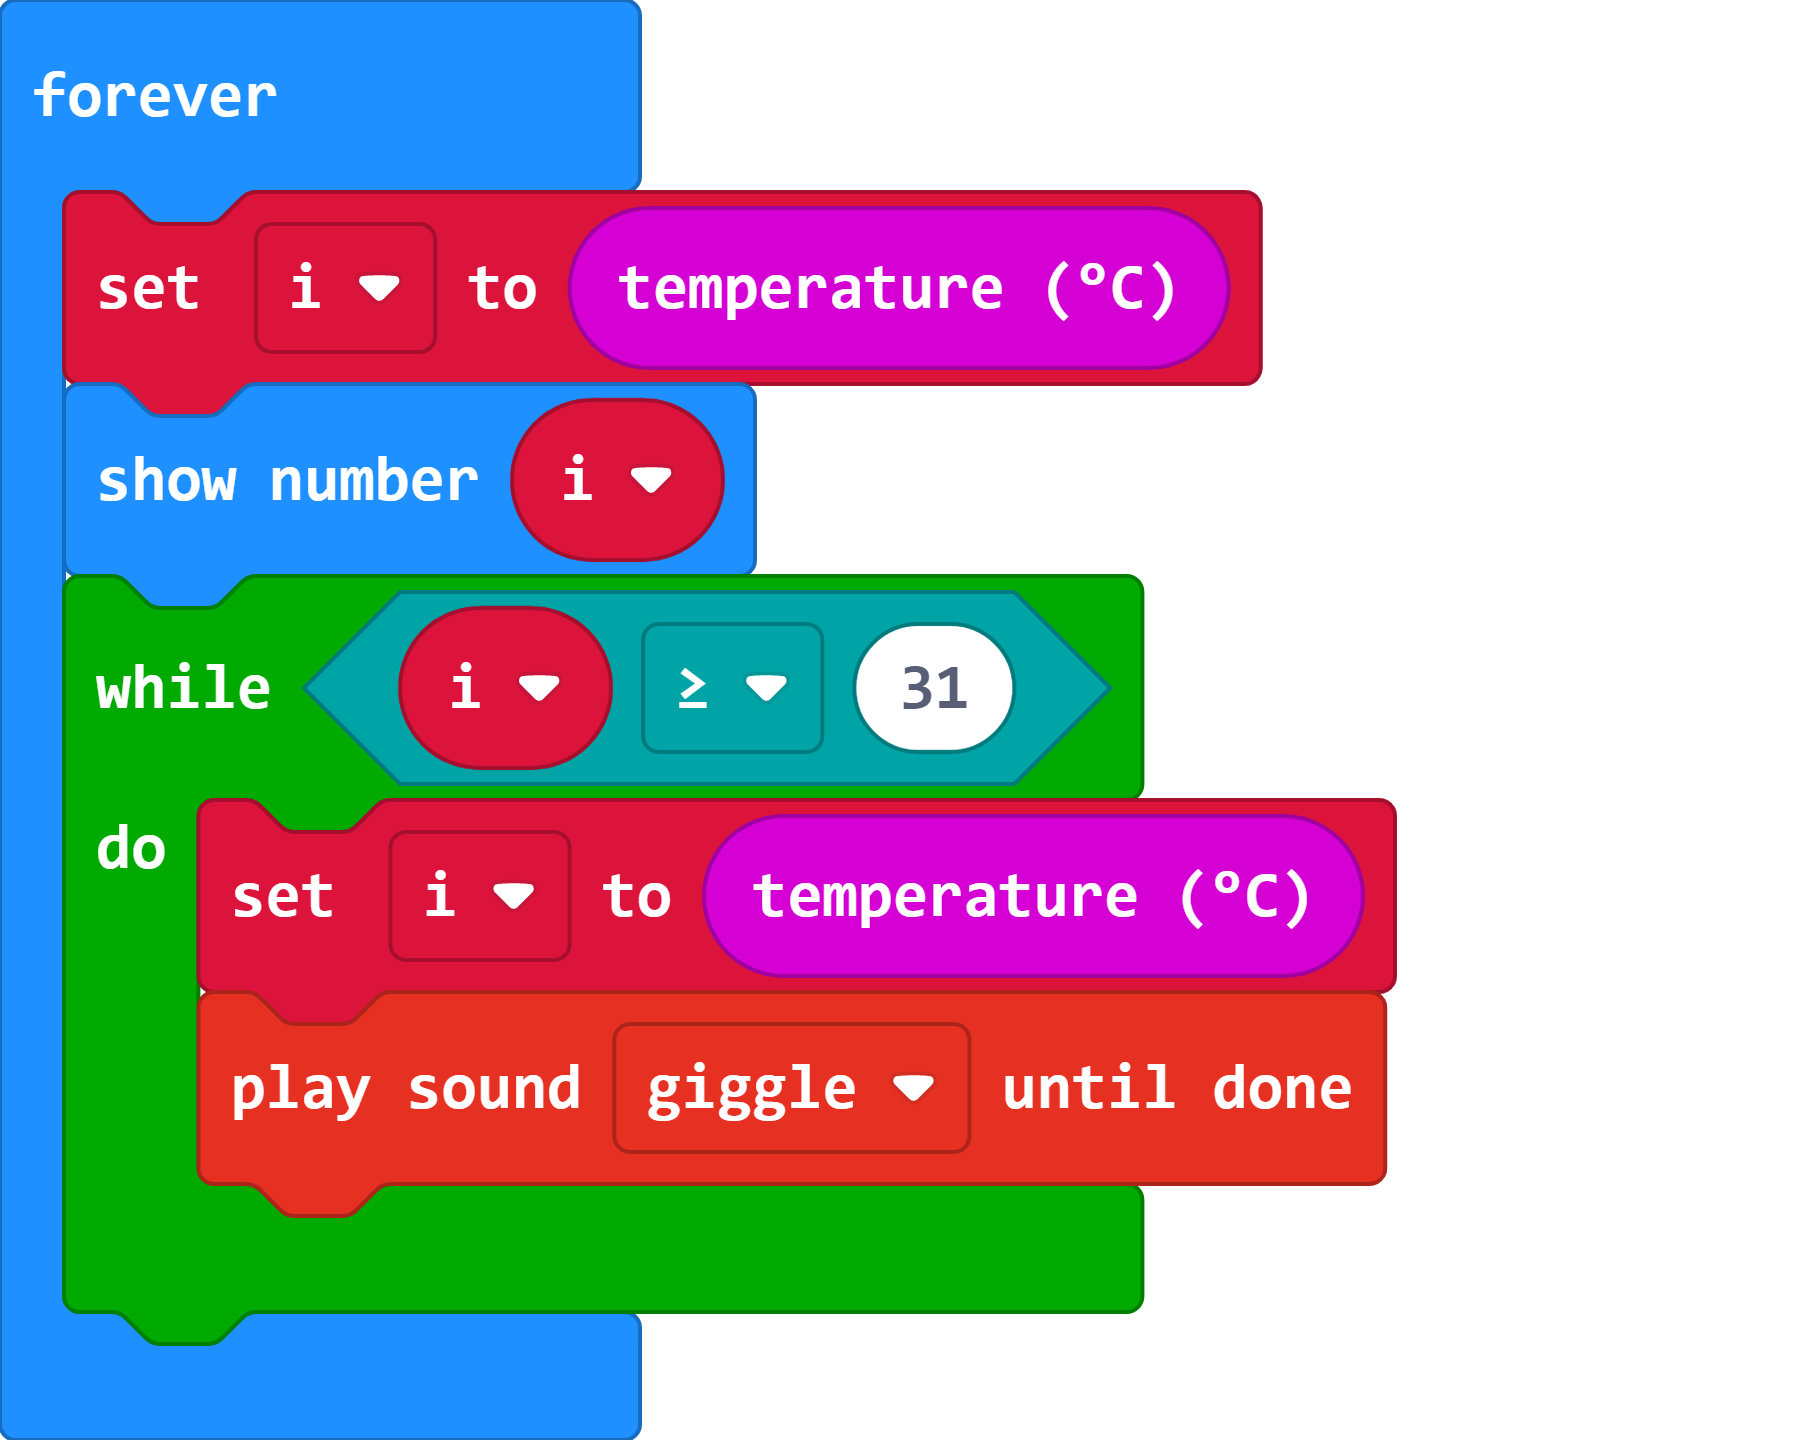 forever
set i to temperature (°C)
show number i
while i ≥ 31
do
set i to temperature (°C)
play sound giggle until done